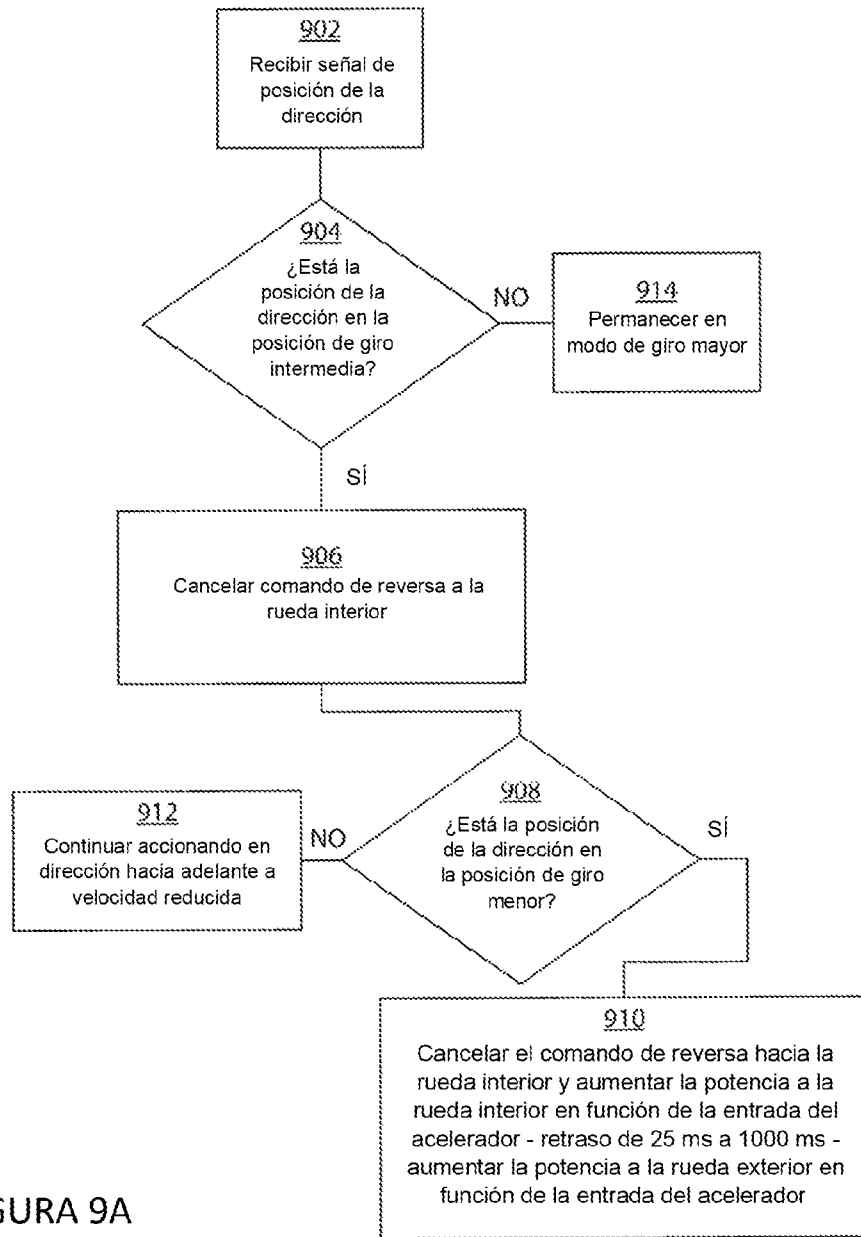 902
Recibir señal de
posición de la
dirección
904
¿Está la
posición de la
dirección en la
posición de giro
intermedia?
NO
914
Permanecer en
modo de giro mayor
SÍ
906
Cancelar comando de reversa a la
rueda interior
908
¿Está la posición
de la dirección en
la posición de giro
menor?
NO
SÍ
912
Continuar accionando en
dirección hacia adelante a
velocidad reducida
910
Cancelar el comando de reversa hacia la
rueda interior y aumentar la potencia a la
rueda interior en función de la entrada del
acelerador - retraso de 25 ms a 1000 ms -
aumentar la potencia a la rueda exterior en
función de la entrada del acelerador
GURA 9A